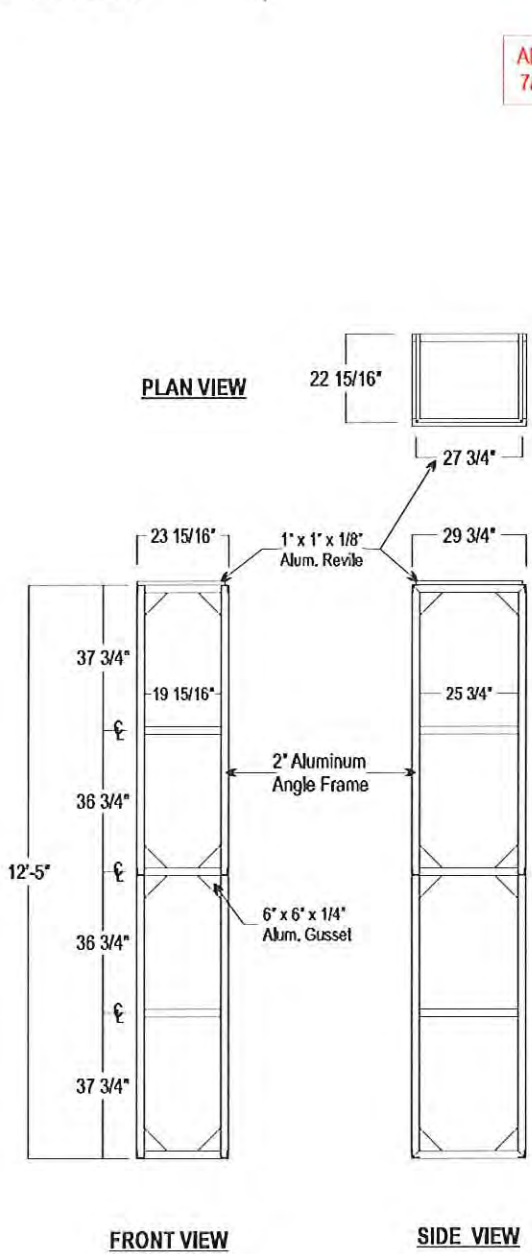 PLAN VIEW
22 15/16"
27 3/4"
23 15/16"
1" x 1" x 1/8"
Alum. Revile
29 3/4"
37 3/4"
19 15/16"
25 3/4"
℄
2" Aluminum
Angle Frame
36 3/4"
12'-5"
℄
6" x 6" x 1/4"
Alum. Gusset
36 3/4"
℄
37 3/4"
FRONT VIEW
SIDE VIEW